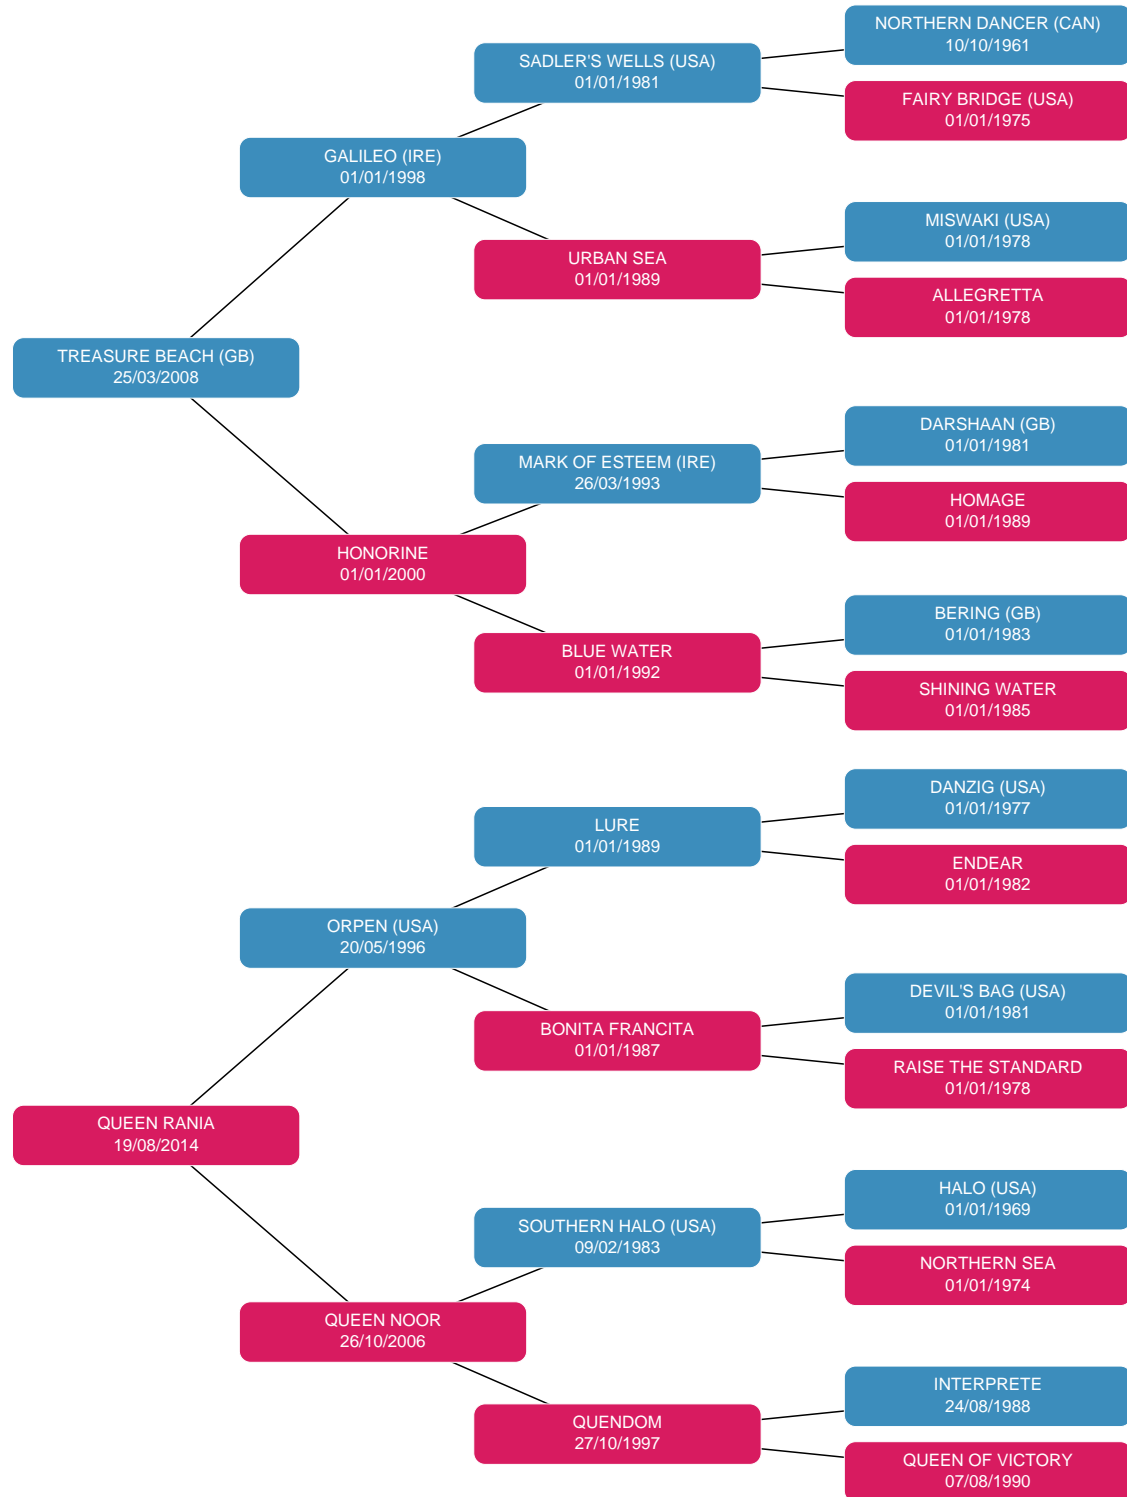 NORTHERN DANCER (CAN)
10/10/1961
SADLER'S WELLS (USA)
01/01/1981
FAIRY BRIDGE (USA)
01/01/1975
GALILEO (IRE)
01/01/1998
MISWAKI (USA)
01/01/1978
URBAN SEA
01/01/1989
ALLEGRETTA
01/01/1978
TREASURE BEACH (GB)
25/03/2008
DARSHAAN (GB)
01/01/1981
MARK OF ESTEEM (IRE)
26/03/1993
HOMAGE
01/01/1989
HONORINE
01/01/2000
BERING (GB)
01/01/1983
BLUE WATER
01/01/1992
SHINING WATER
01/01/1985
DANZIG (USA)
01/01/1977
LURE
01/01/1989
ENDEAR
01/01/1982
ORPEN (USA)
20/05/1996
DEVIL'S BAG (USA)
01/01/1981
BONITA FRANCITA
01/01/1987
RAISE THE STANDARD
01/01/1978
QUEEN RANIA
19/08/2014
HALO (USA)
01/01/1969
SOUTHERN HALO (USA)
09/02/1983
NORTHERN SEA
01/01/1974
QUEEN NOOR
26/10/2006
INTERPRETE
24/08/1988
QUENDOM
27/10/1997
QUEEN OF VICTORY
07/08/1990